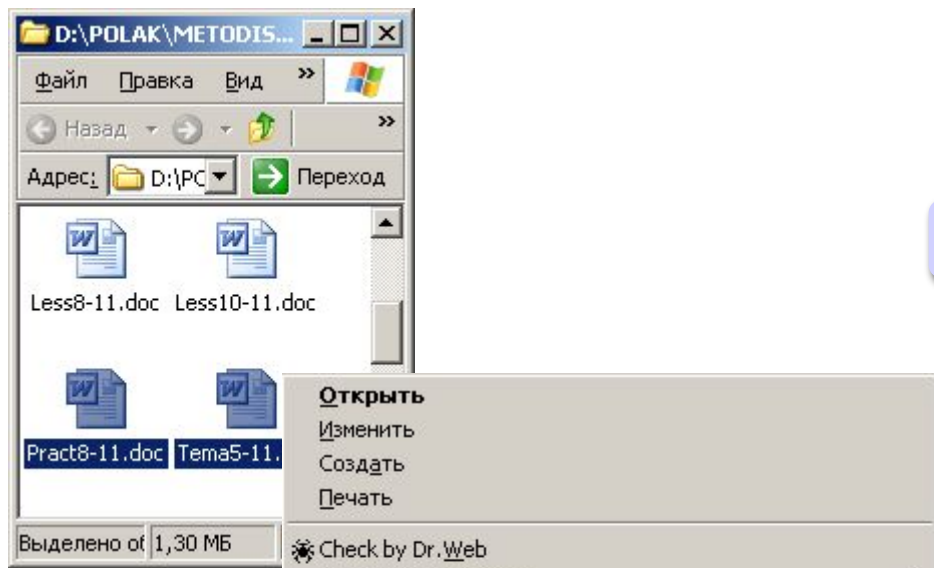 D:\POLAK\METODIS...
Файл Правка Вид »
Назад »
Адрес: D:\PC Переход
Less8-11.doc Less10-11.doc
Pract8-11.doc Tema5-11.
Открыть
Изменить
Создать
Печать
Выделено об 1,30 МБ
Check by Dr.Web